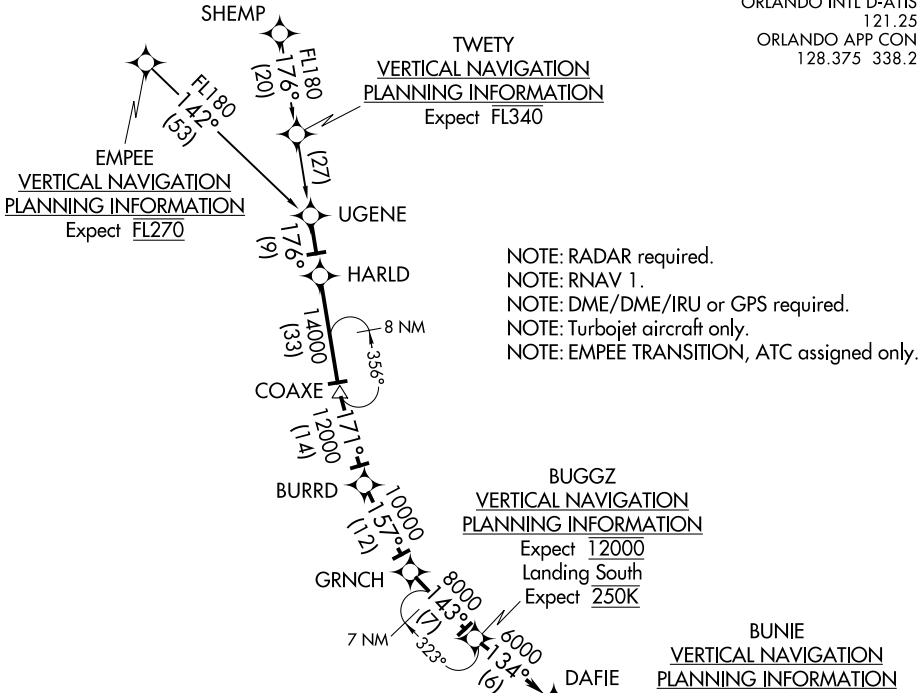 ORLANDO INTL D-ATIS
121.25
ORLANDO APP CON
128.375 338.2
SHEMP
FL180
176°
(20)
TWETY
VERTICAL NAVIGATION
PLANNING INFORMATION
Expect FL340
FL180
142°
(53)
(27)
EMPEE
VERTICAL NAVIGATION
PLANNING INFORMATION
Expect FL270
UGENE
176°
(9)
HARLD
NOTE: RADAR required.
NOTE: RNAV 1.
NOTE: DME/DME/IRU or GPS required.
NOTE: Turbojet aircraft only.
NOTE: EMPEE TRANSITION, ATC assigned only.
14000
(33)
8 NM
356°
COAXE
171°
12000
(14)
BURRD
10000
157°
(12)
GRNCH
BUGGZ
VERTICAL NAVIGATION
PLANNING INFORMATION
Expect 12000
Landing South
Expect 250K
8000
143°
(7)
7 NM
323°
6000
134°
(6)
DAFIE
BUNIE
VERTICAL NAVIGATION
PLANNING INFORMATION